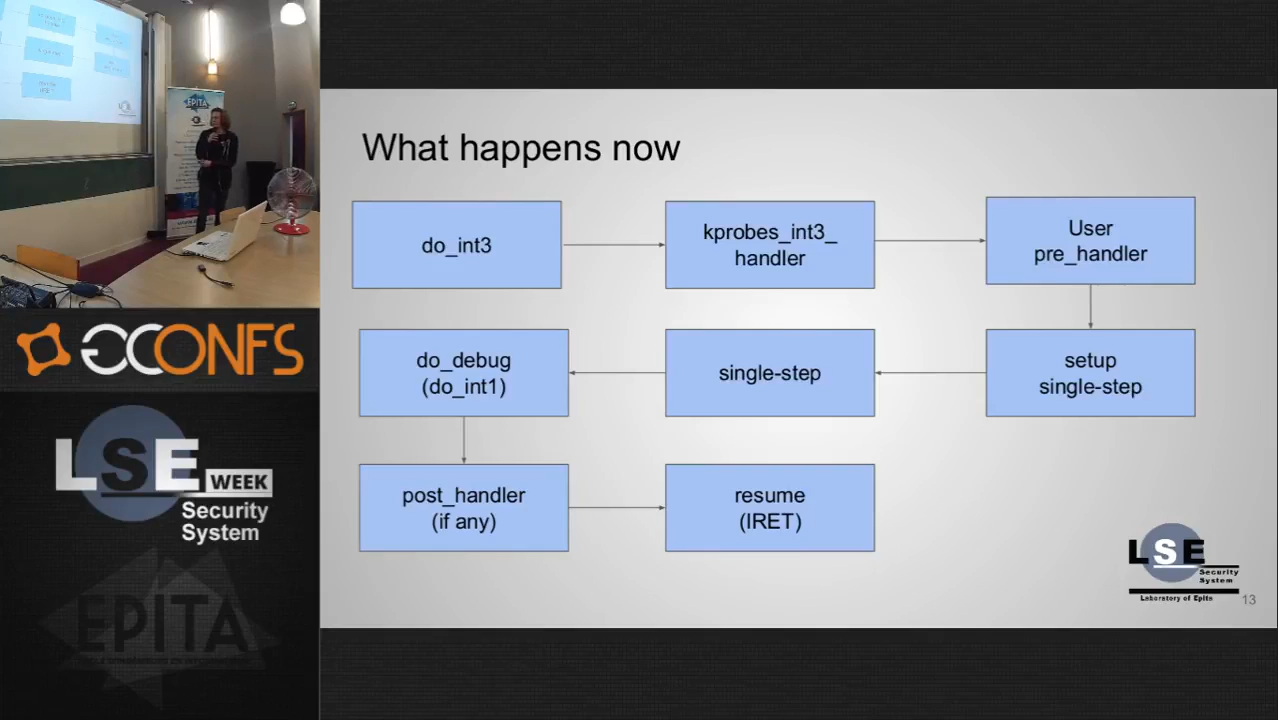 What happens now
do_int3
kprobes_int3_
handler
User
pre_handler
do_debug
(do_int1)
single-step
setup
single-step
post_handler
(if any)
resume
(IRET)
LSE
Security
System
Laboratory of Epita
13
EPITA
GCONFS
LSE WEEK
Security
System
EPITA